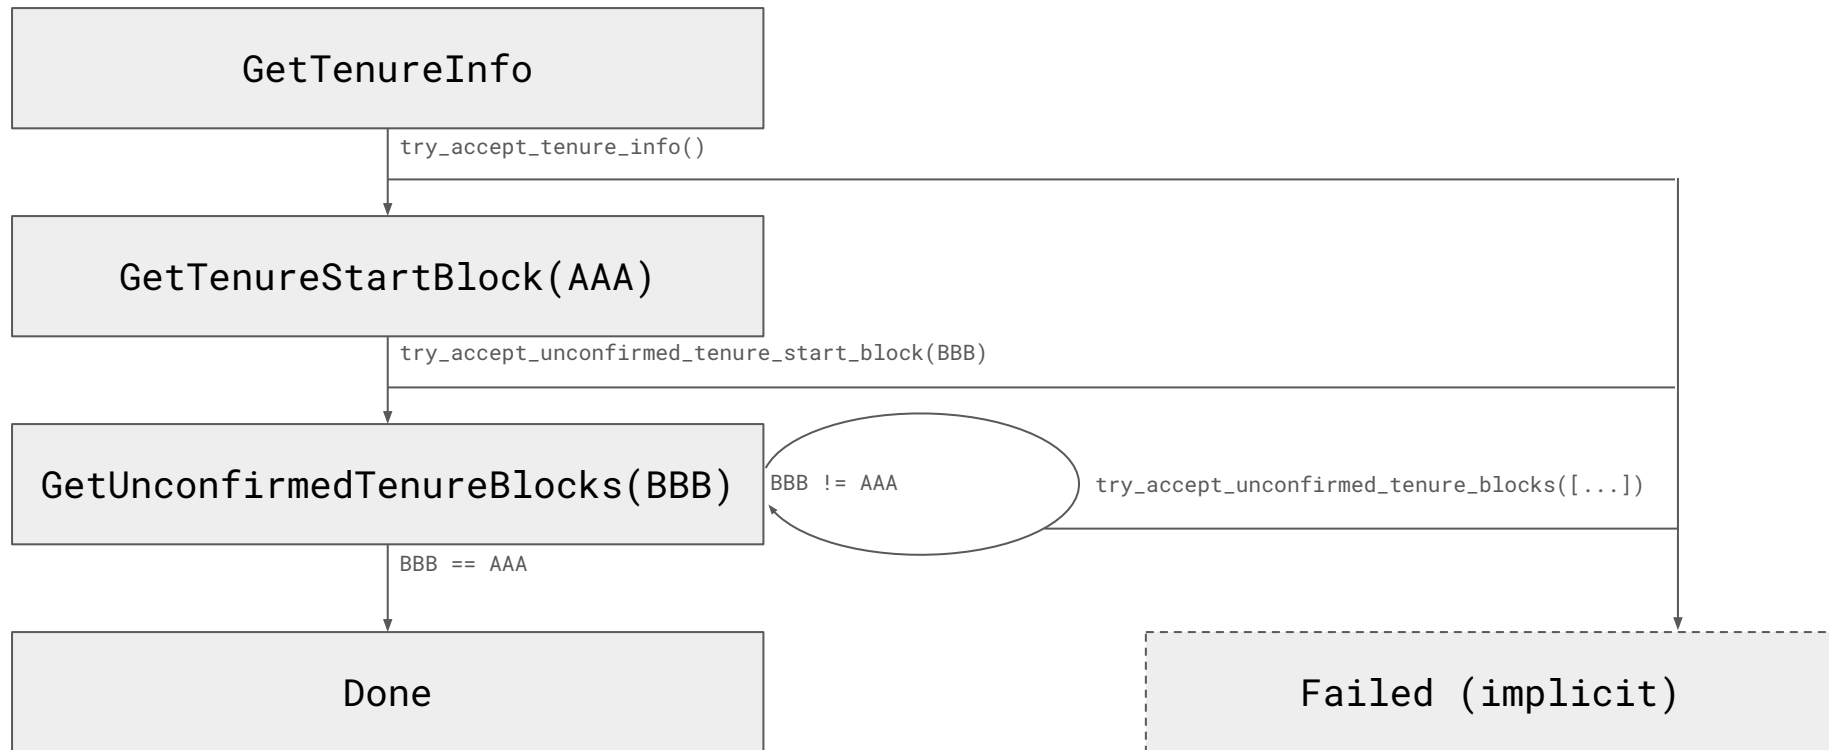 GetTenureInfo
try_accept_tenure_info()
GetTenureStartBlock(AAA)
try_accept_unconfirmed_tenure_start_block(BBB)
GetUnconfirmedTenureBlocks(BBB)
BBB != AAA
try_accept_unconfirmed_tenure_blocks([...])
BBB == AAA
Done
Failed (implicit)